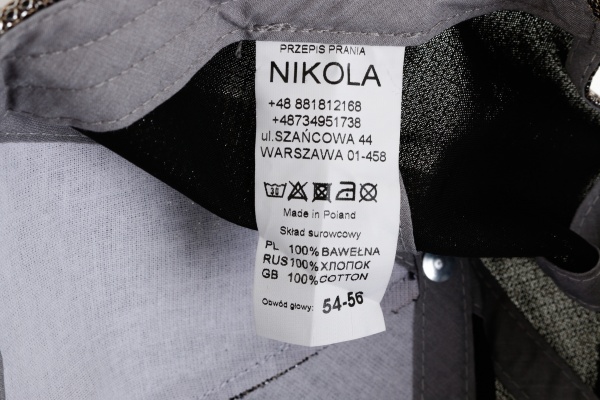 PRZEPIS PRANIA
NIKOLA
+48 881812168
+48734951738
ul.SZAŃCOWA 44
WARSZAWA 01-458
30
Made in Poland
Skład surowcowy
PL 100% BAWEŁNA
RUS 100% ХЛОПОК
GB 100% COTTON
Obwód głowy: 54-56